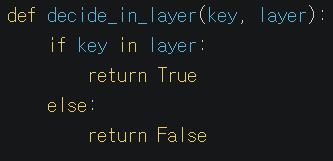 def decide_in_layer(key, layer):
    if key in layer:
        return True
    else:
        return False